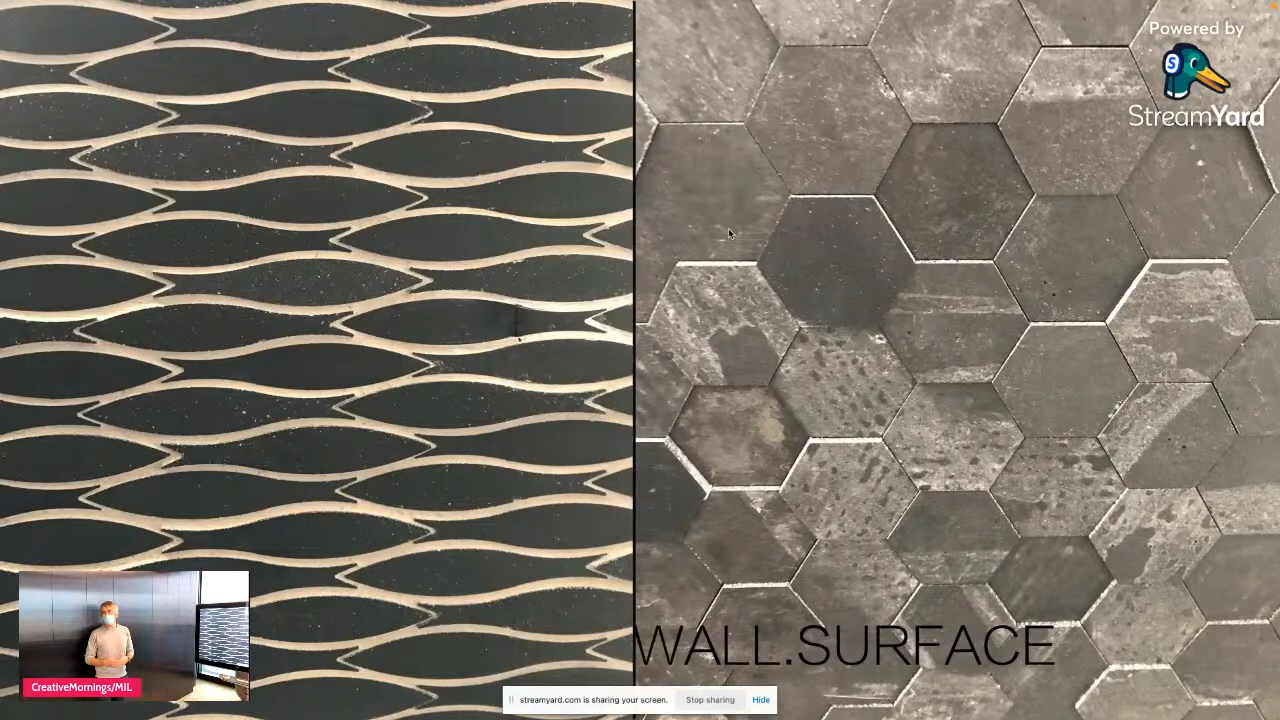 Powered by
S
StreamYard
WALL.SURFACE
CreativeMornings/MIL
streamyard.com is sharing your screen.
Stop sharing
Hide